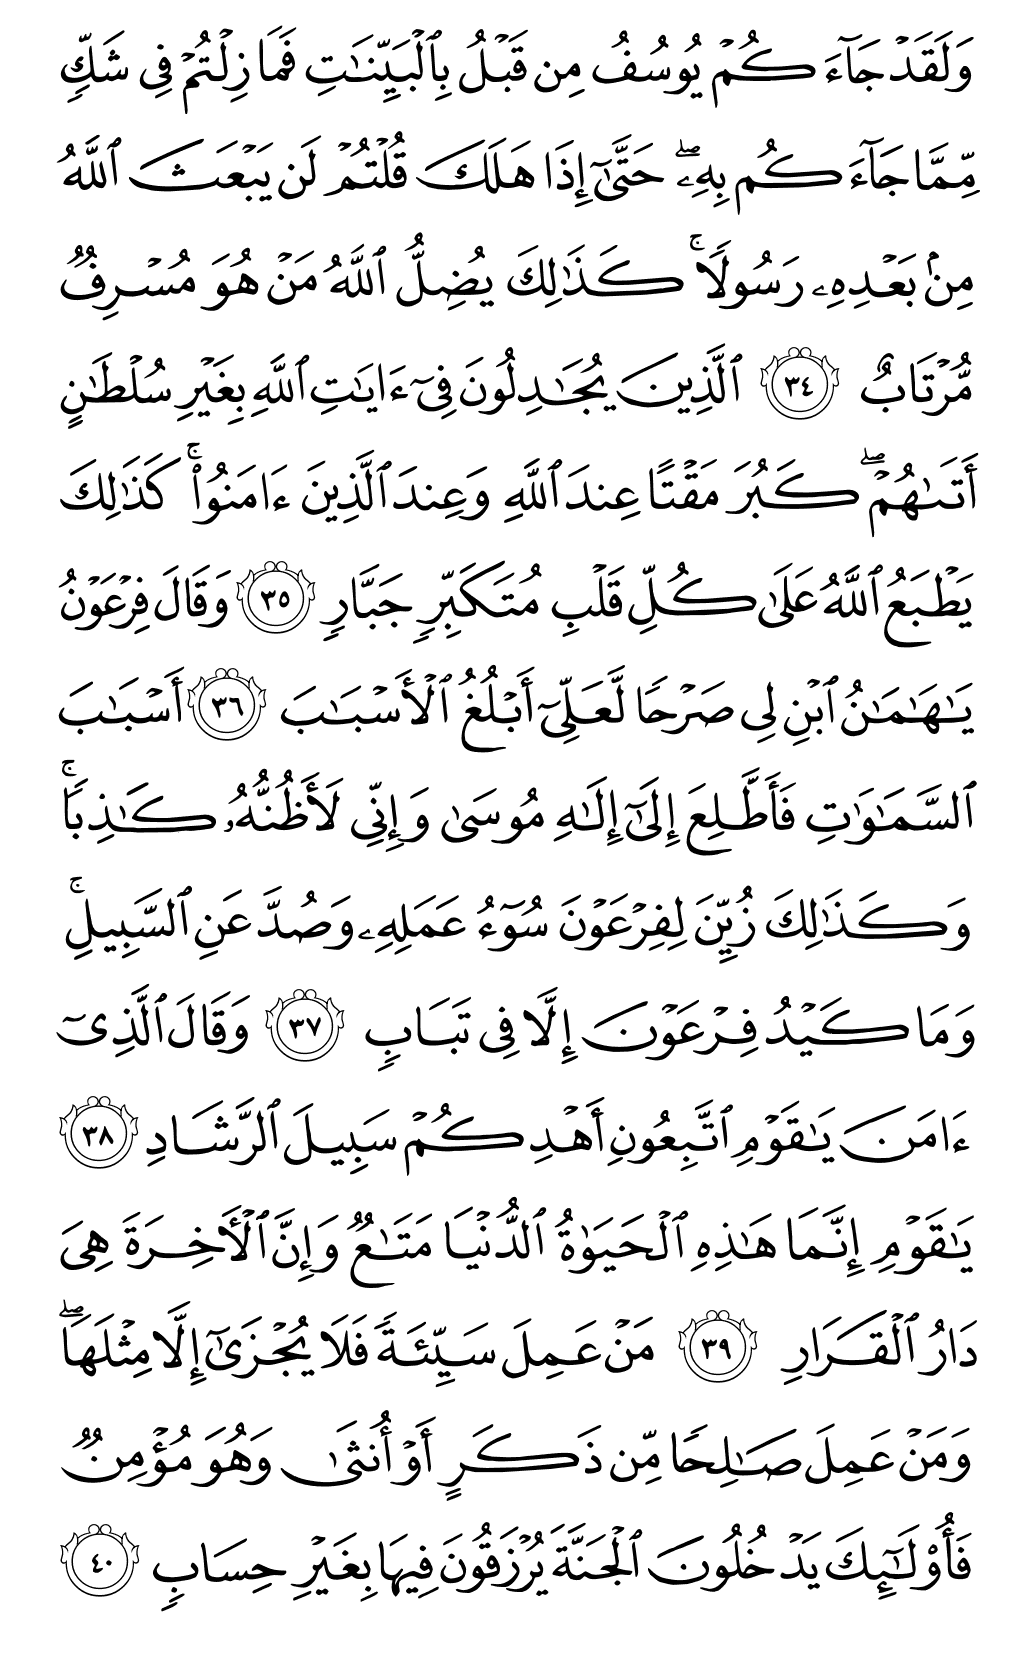 وَلَقَدْ جَآءَكُمْ يُوسُفُ مِن قَبْلُ بِٱلْبَيِّنَٰتِ فَمَا زِلْتُمْ فِى شَكٍّ
مِّمَّا جَآءَكُم بِهِۦ ۖ حَتَّىٰٓ إِذَا هَلَكَ قُلْتُمْ لَن يَبْعَثَ ٱللَّهُ
مِنۢ بَعْدِهِۦ رَسُولًا ۚ كَذَٰلِكَ يُضِلُّ ٱللَّهُ مَنْ هُوَ مُسْرِفٌ
مُّرْتَابٌ ٣٤ ٱلَّذِينَ يُجَٰدِلُونَ فِىٓ ءَايَٰتِ ٱللَّهِ بِغَيْرِ سُلْطَٰنٍ
أَتَىٰهُمْ ۖ كَبُرَ مَقْتًا عِندَ ٱللَّهِ وَعِندَ ٱلَّذِينَ ءَامَنُوا۟ ۚ كَذَٰلِكَ
يَطْبَعُ ٱللَّهُ عَلَىٰ كُلِّ قَلْبِ مُتَكَبِّرٍ جَبَّارٍ ٣٥ وَقَالَ فِرْعَوْنُ
يَٰهَٰمَٰنُ ٱبْنِ لِى صَرْحًا لَّعَلِّىٓ أَبْلُغُ ٱلْأَسْبَٰبَ ٣٦ أَسْبَٰبَ
ٱلسَّمَٰوَٰتِ فَأَطَّلِعَ إِلَىٰٓ إِلَٰهِ مُوسَىٰ وَإِنِّى لَأَظُنُّهُۥ كَٰذِبًا ۚ
وَكَذَٰلِكَ زُيِّنَ لِفِرْعَوْنَ سُوٓءُ عَمَلِهِۦ وَصُدَّ عَنِ ٱلسَّبِيلِ ۚ
وَمَا كَيْدُ فِرْعَوْنَ إِلَّا فِى تَبَابٍ ٣٧ وَقَالَ ٱلَّذِىٓ
ءَامَنَ يَٰقَوْمِ ٱتَّبِعُونِ أَهْدِكُمْ سَبِيلَ ٱلرَّشَادِ ٣٨
يَٰقَوْمِ إِنَّمَا هَٰذِهِ ٱلْحَيَوٰةُ ٱلدُّنْيَا مَتَٰعٌ وَإِنَّ ٱلْأَخِرَةَ هِىَ
دَارُ ٱلْقَرَارِ ٣٩ مَنْ عَمِلَ سَيِّئَةً فَلَا يُجْزَىٰٓ إِلَّا مِثْلَهَا ۖ
وَمَنْ عَمِلَ صَٰلِحًا مِّن ذَكَرٍ أَوْ أُنثَىٰ وَهُوَ مُؤْمِنٌ
فَأُو۟لَٰٓئِكَ يَدْخُلُونَ ٱلْجَنَّةَ يُرْزَقُونَ فِيهَا بِغَيْرِ حِسَابٍ ٤٠